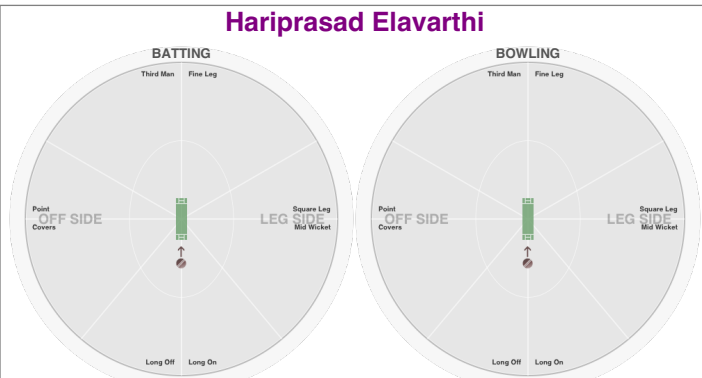 Hariprasad Elavarthi
BATTING
Third Man Fine Leg
Point
OFF SIDE
Covers
Square Leg
LEG SIDE
Mid Wicket
Long Off Long On
BOWLING
Third Man Fine Leg
Point
OFF SIDE
Covers
Square Leg
LEG SIDE
Mid Wicket
Long Off Long On